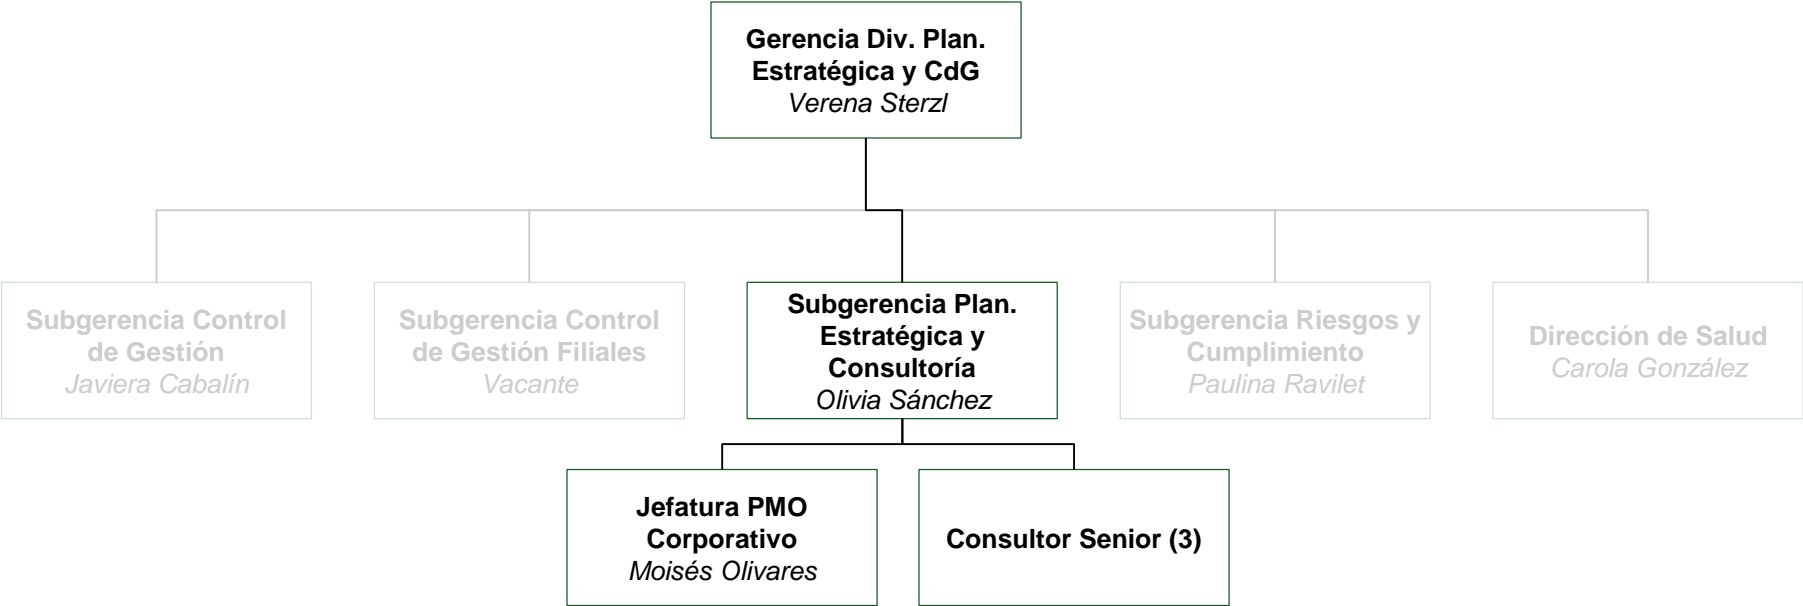 Gerencia Div. Plan.
Estratégica y CdG
Verena Sterzl
Subgerencia Control
de Gestión
Javiera Cabalín
Subgerencia Control
de Gestión Filiales
Vacante
Subgerencia Plan.
Estratégica y
Consultoría
Olivia Sánchez
Subgerencia Riesgos y
Cumplimiento
Paulina Ravilet
Dirección de Salud
Carola González
Jefatura PMO
Corporativo
Moisés Olivares
Consultor Senior (3)